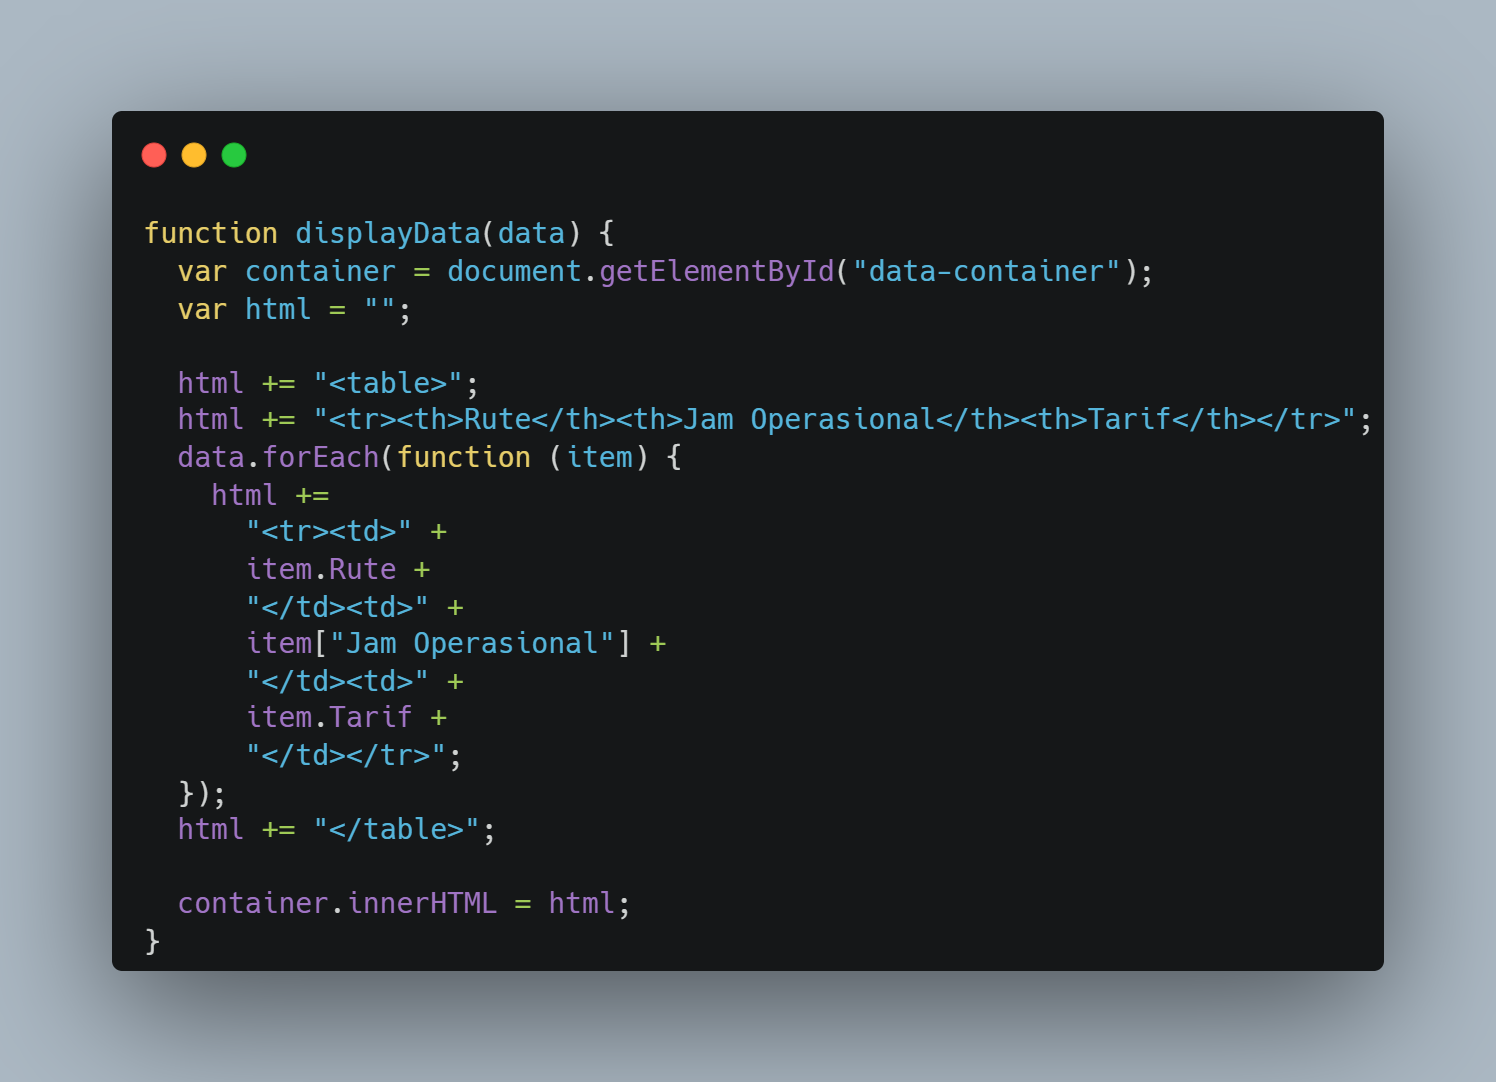 function displayData(data) {
  var container = document.getElementById("data-container");
  var html = "";

  html += "<table>";
  html += "<tr><th>Rute</th><th>Jam Operasional</th><th>Tarif</th></tr>";
  data.forEach(function (item) {
    html +=
      "<tr><td>" +
      item.Rute +
      "</td><td>" +
      item["Jam Operasional"] +
      "</td><td>" +
      item.Tarif +
      "</td></tr>";
  });
  html += "</table>";

  container.innerHTML = html;
}